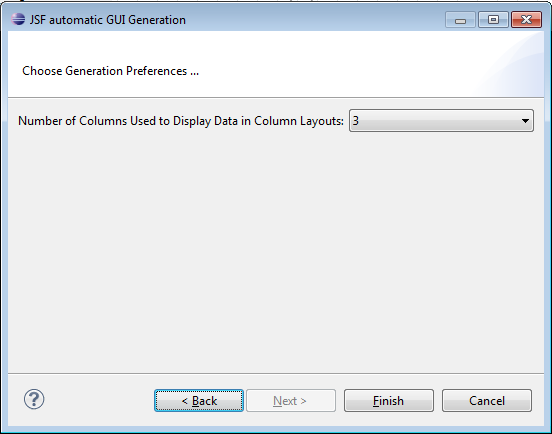 JSF automatic GUI Generation
Choose Generation Preferences ...
Number of Columns Used to Display Data in Column Layouts: 3
?
< Back Next > Finish Cancel